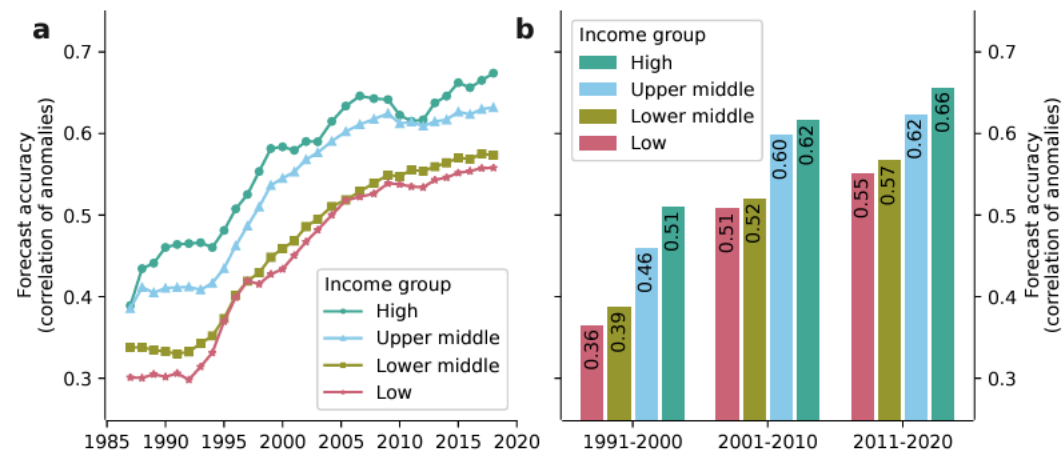 a
Forecast accuracy
(correlation of anomalies)
0.7
0.6
0.5
0.4
0.3
1985 1990 1995 2000 2005 2010 2015 2020
Income group
High
Upper middle
Lower middle
Low
b
Income group
High
Upper middle
Lower middle
Low
0.36
0.39
0.46
0.51
0.51
0.52
0.60
0.62
0.55
0.57
0.62
0.66
1991-2000 2001-2010 2011-2020
0.7
0.6
0.5
0.4
0.3
Forecast accuracy
(correlation of anomalies)